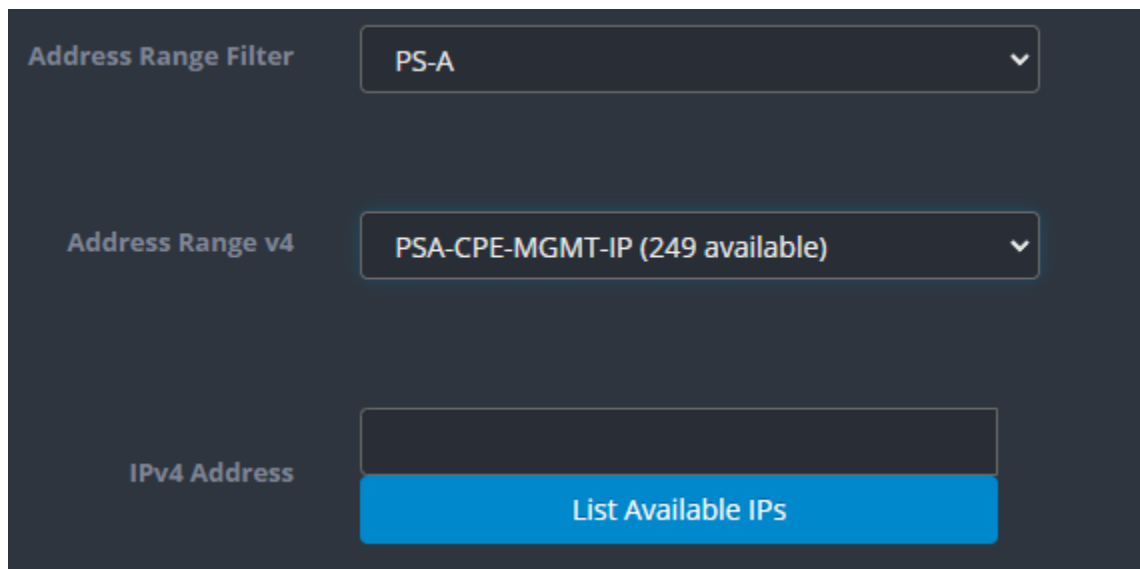 Address Range Filter
PS-A
Address Range v4
PSA-CPE-MGMT-IP (249 available)
IPv4 Address
List Available IPs